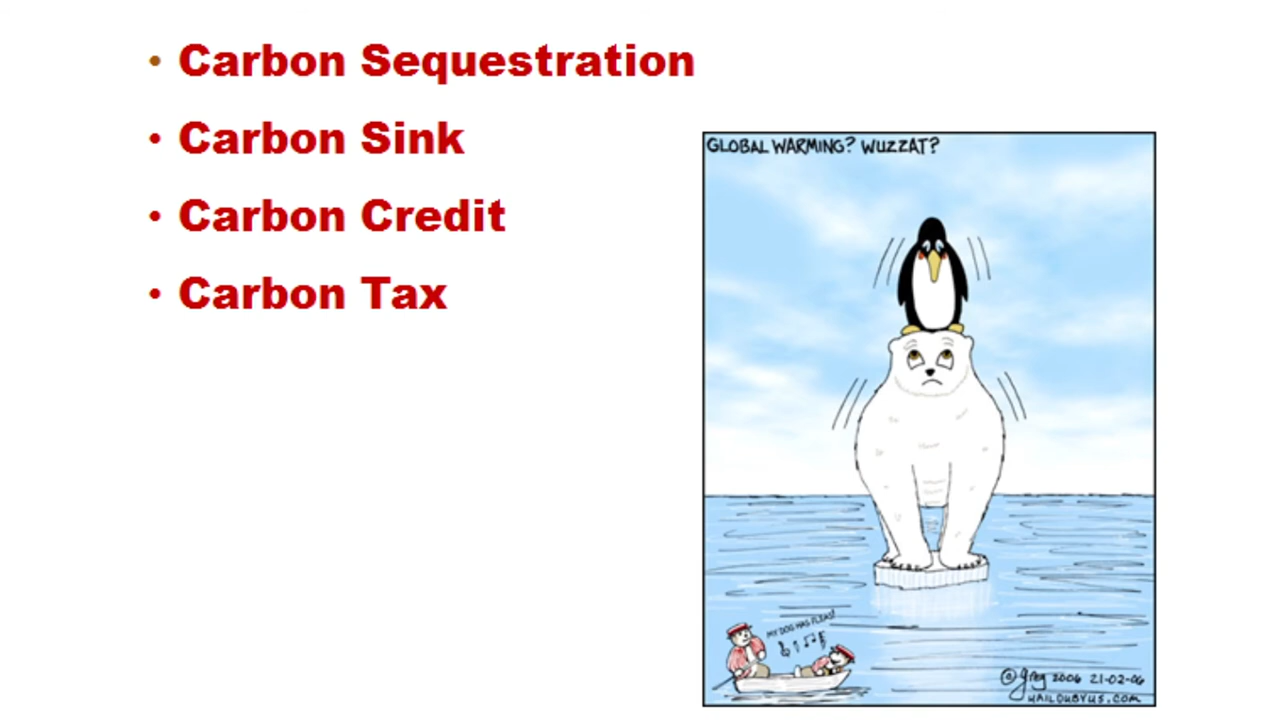 • Carbon Sequestration
• Carbon Sink
• Carbon Credit
• Carbon Tax
GLOBAL WARMING? WUZZAT?
MY DOG HAS FLEAS!
© Greg 2006 21-02-06
HAILDUBYUS.COM